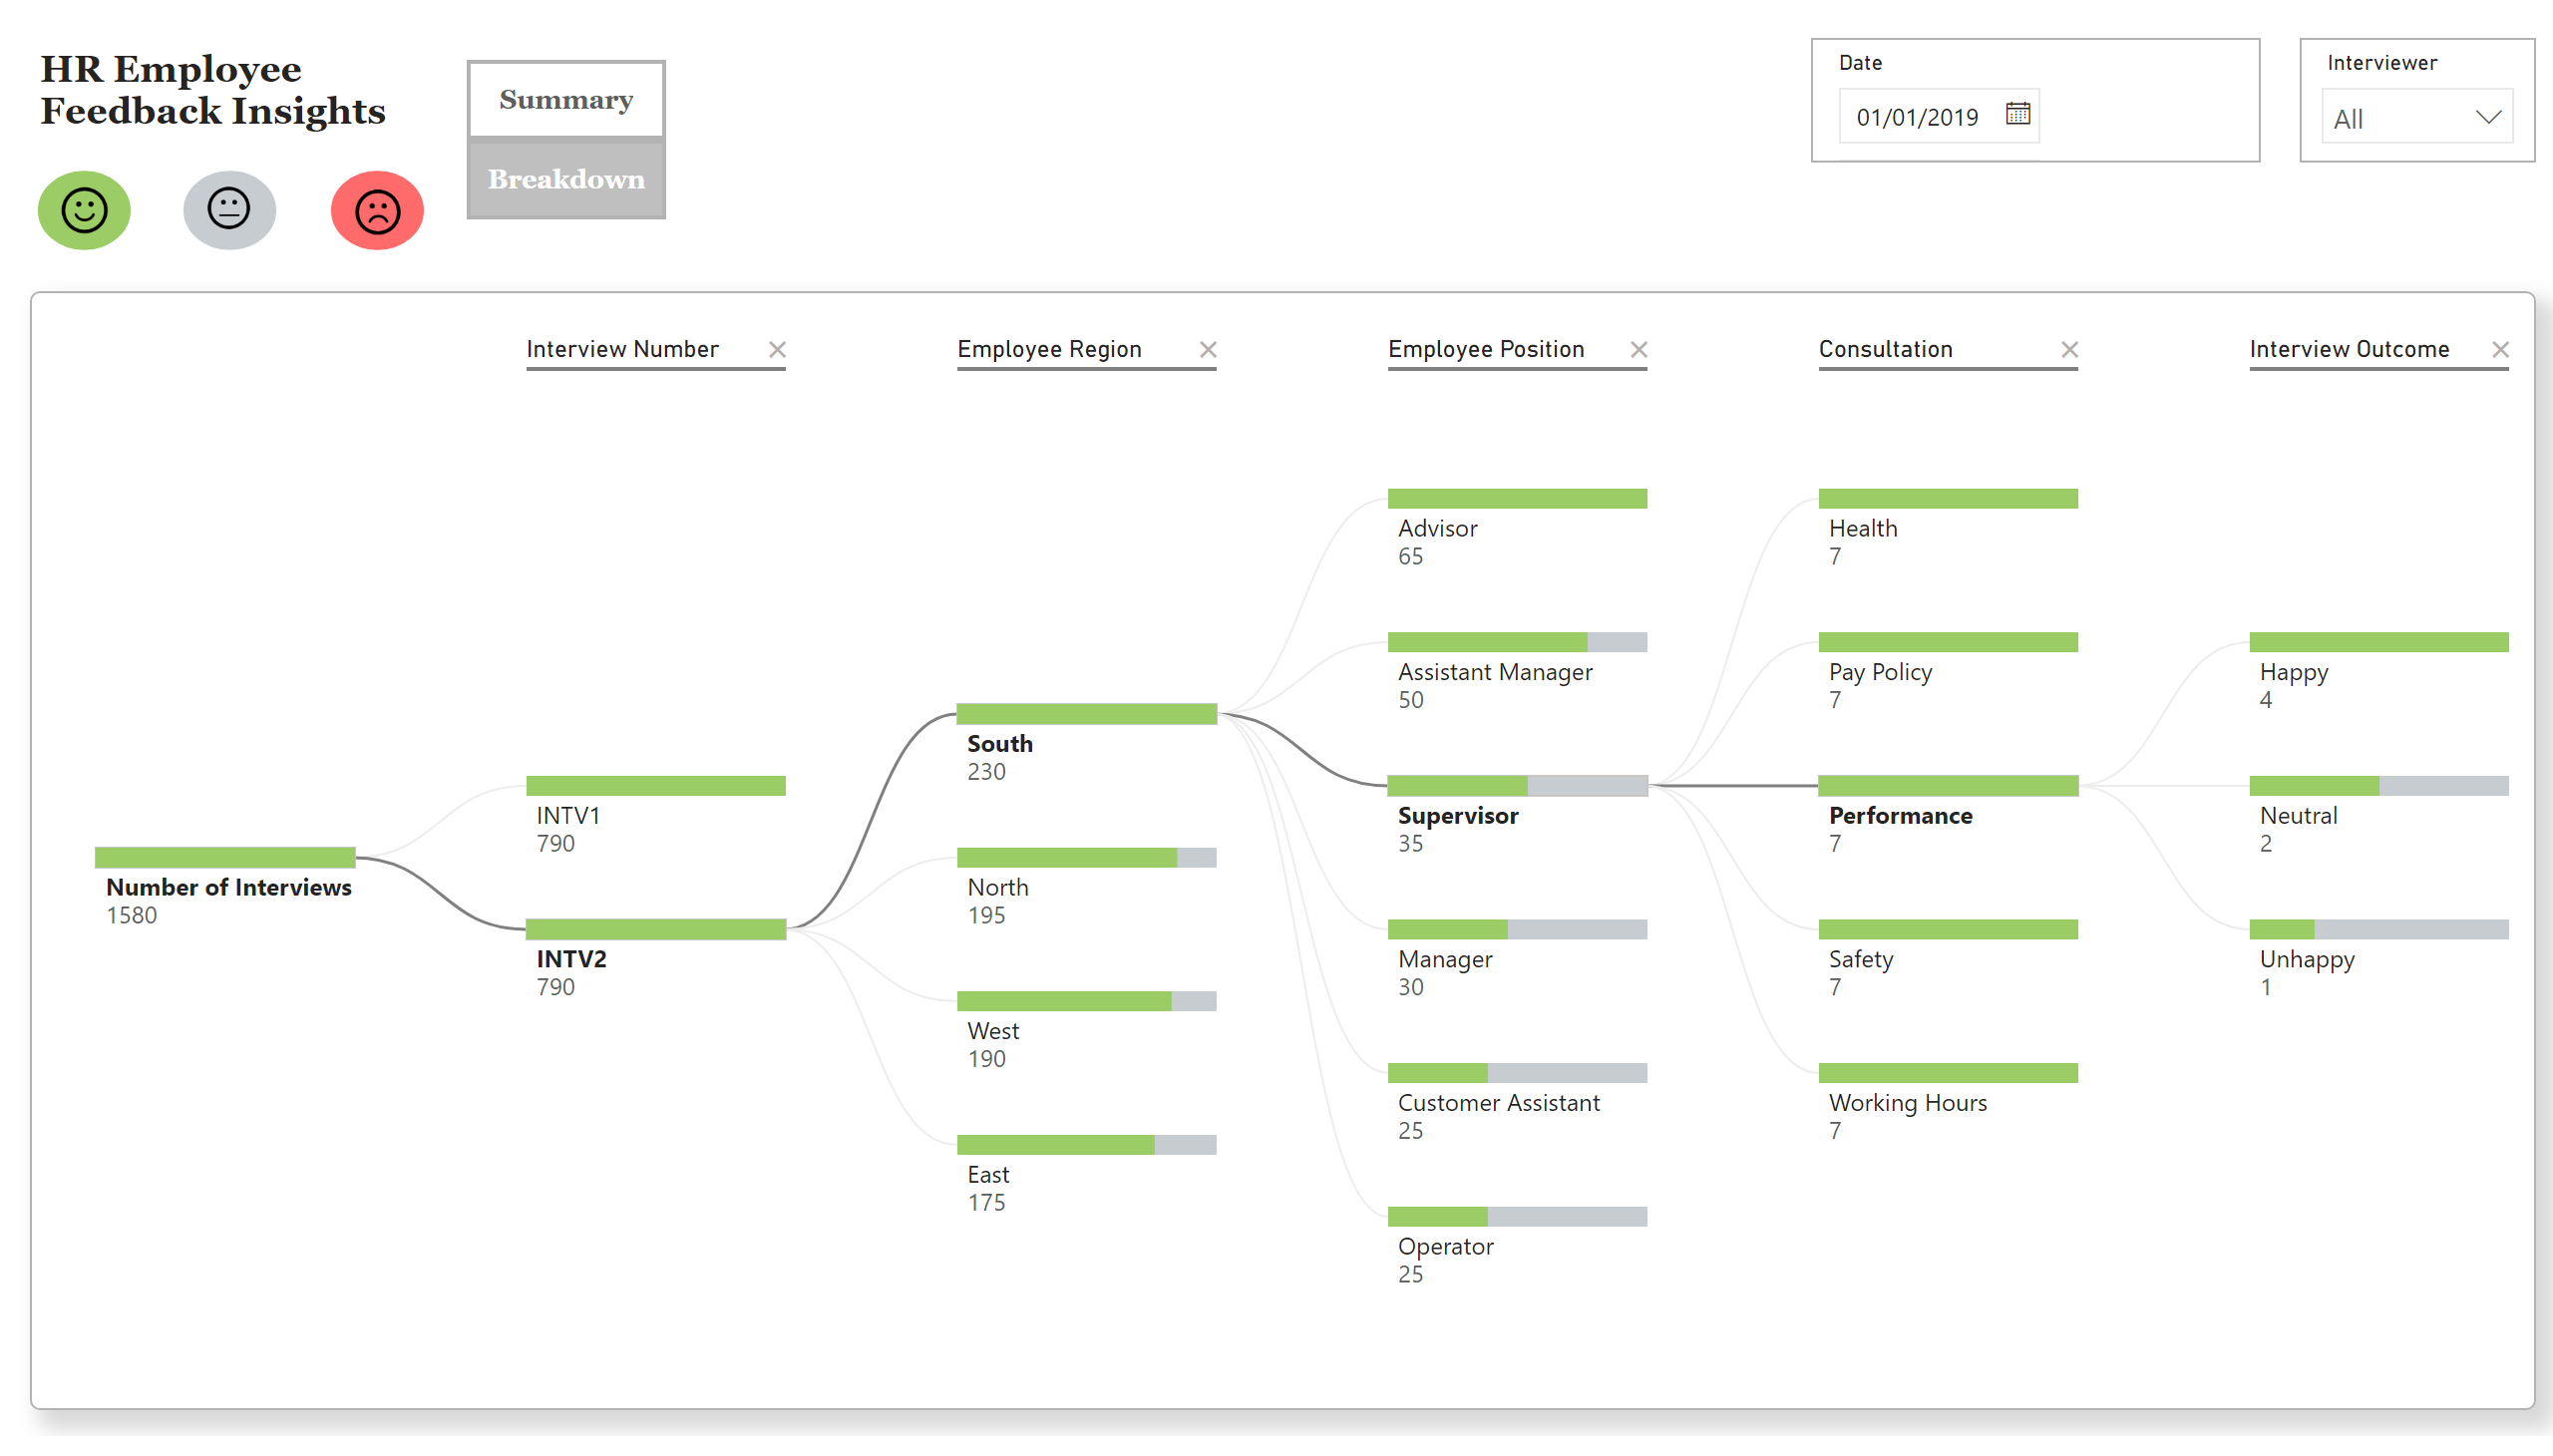 HR Employee
Feedback Insights
Summary
Breakdown
Date
01/01/2019
Interviewer
All
Interview Number
Employee Region
Employee Position
Consultation
Interview Outcome
Number of Interviews
1580
INTV1
790
INTV2
790
South
230
North
195
West
190
East
175
Advisor
65
Assistant Manager
50
Supervisor
35
Manager
30
Customer Assistant
25
Operator
25
Health
7
Pay Policy
7
Performance
7
Safety
7
Working Hours
7
Happy
4
Neutral
2
Unhappy
1